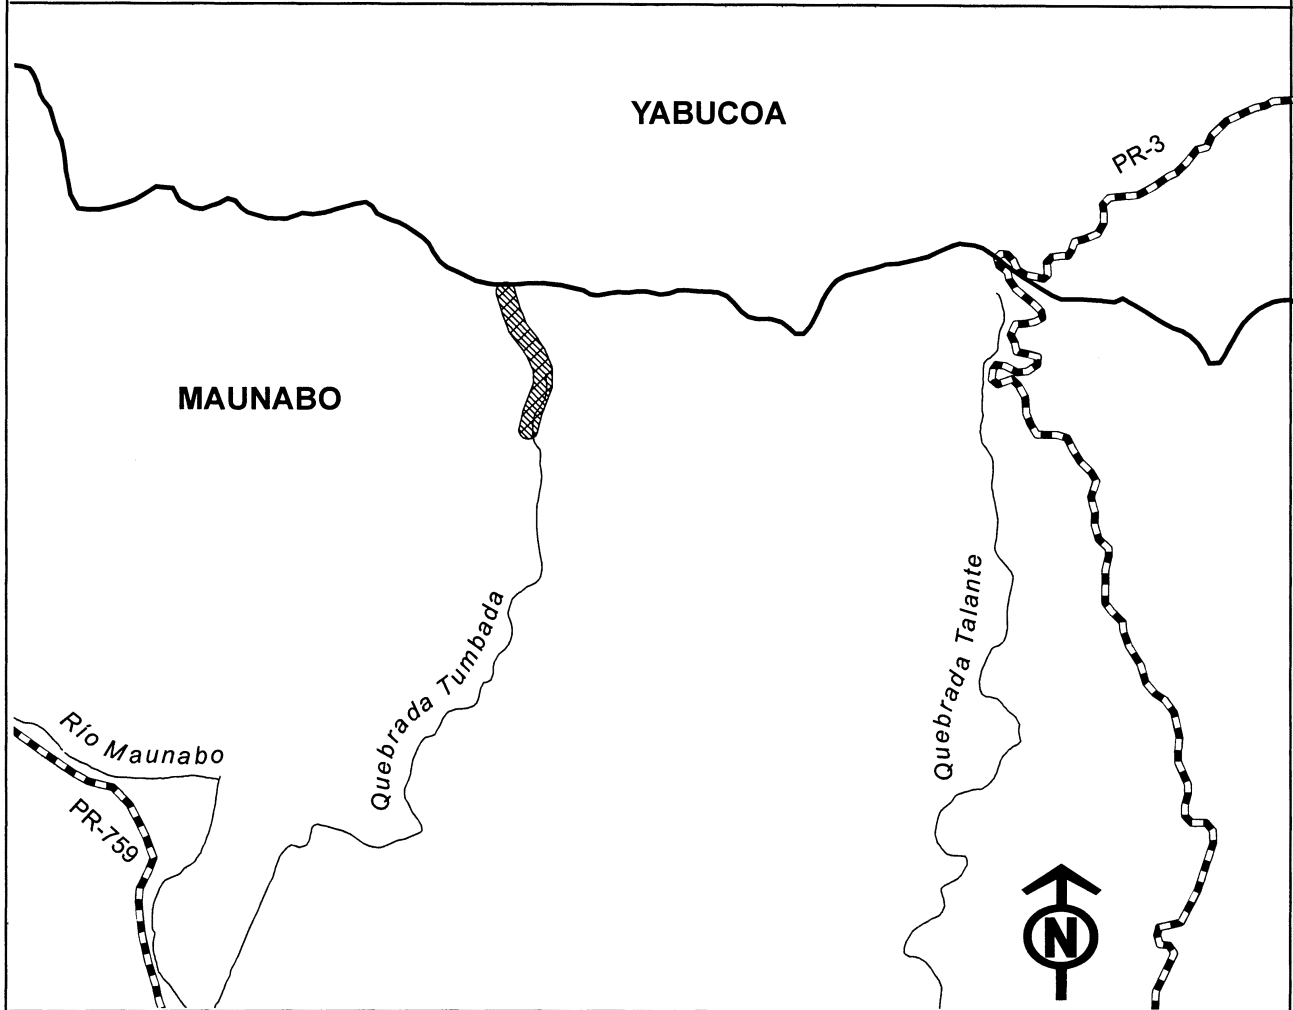 YABUCOA
PR-3
MAUNABO
Quebrada Tumbada
Quebrada Talante
Río Maunabo
PR-759
N